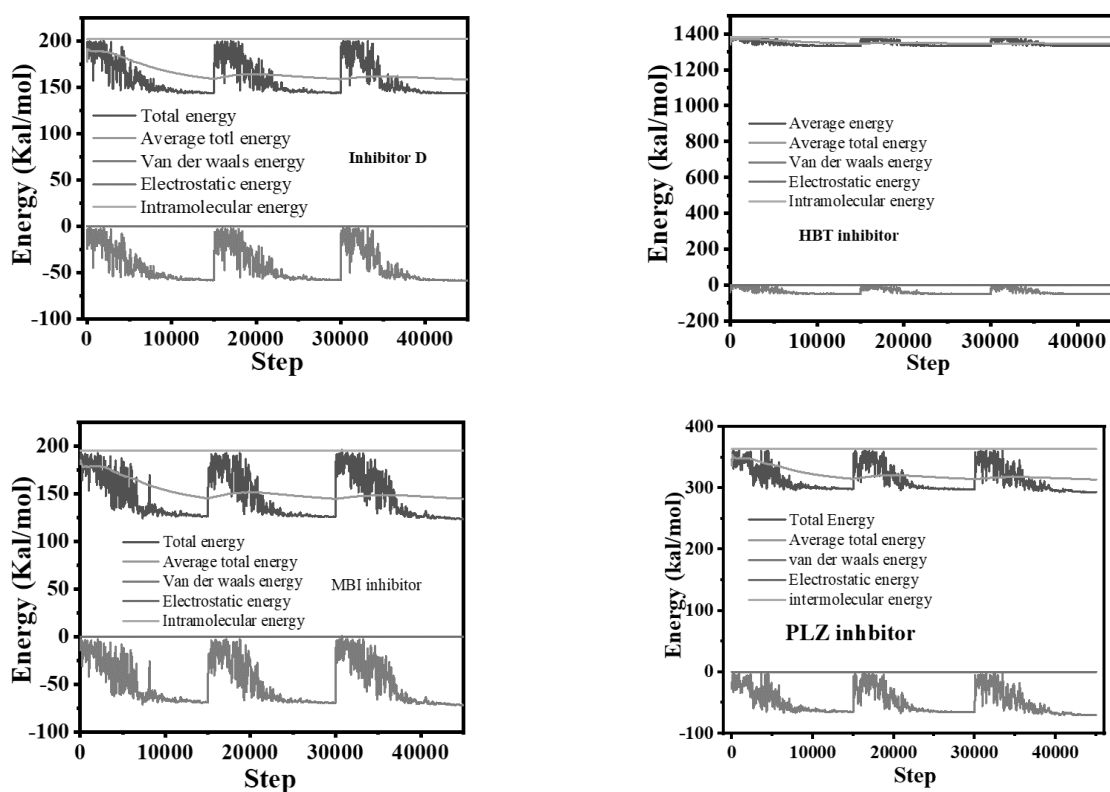 200
150
100
50
0
-50
-100
0
10000
20000
30000
40000
Energy (Kal/mol)
Step
Total energy
Average totl energy
Van der waals energy
Electrostatic energy
Intramolecular energy
Inhibitor D
1400
1200
1000
800
600
400
200
0
-200
0
10000
20000
30000
40000
Energy (kal/mol)
Step
Average energy
Average total energy
Van der waals energy
Electrostatic energy
Intramolecular energy
HBT inhibitor
200
150
100
50
0
-50
-100
0
10000
20000
30000
40000
Energy (Kal/mol)
Step
Total energy
Average total energy
Van der waals energy
Electrostatic energy
Intramolecular energy
MBI inhibitor
400
300
200
100
0
-100
0
10000
20000
30000
40000
Energy (kal/mol)
Step
Total Energy
Average total energy
van der waals energy
Electrostatic energy
intermolecular energy
PLZ inhbitor